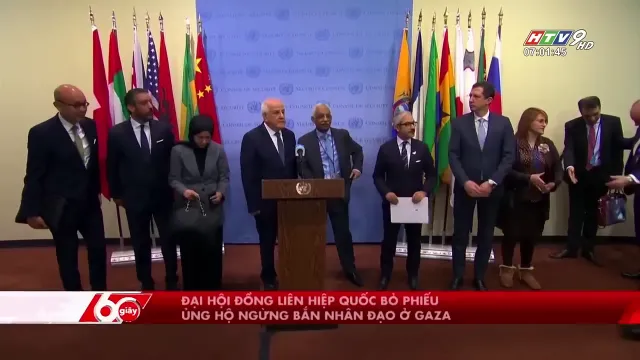 HTV9 HD
07:01:45
60 giây
ĐẠI HỘI ĐỒNG LIÊN HIỆP QUỐC BỎ PHIẾU
ỦNG HỘ NGỪNG BẮN NHÂN ĐẠO Ở GAZA